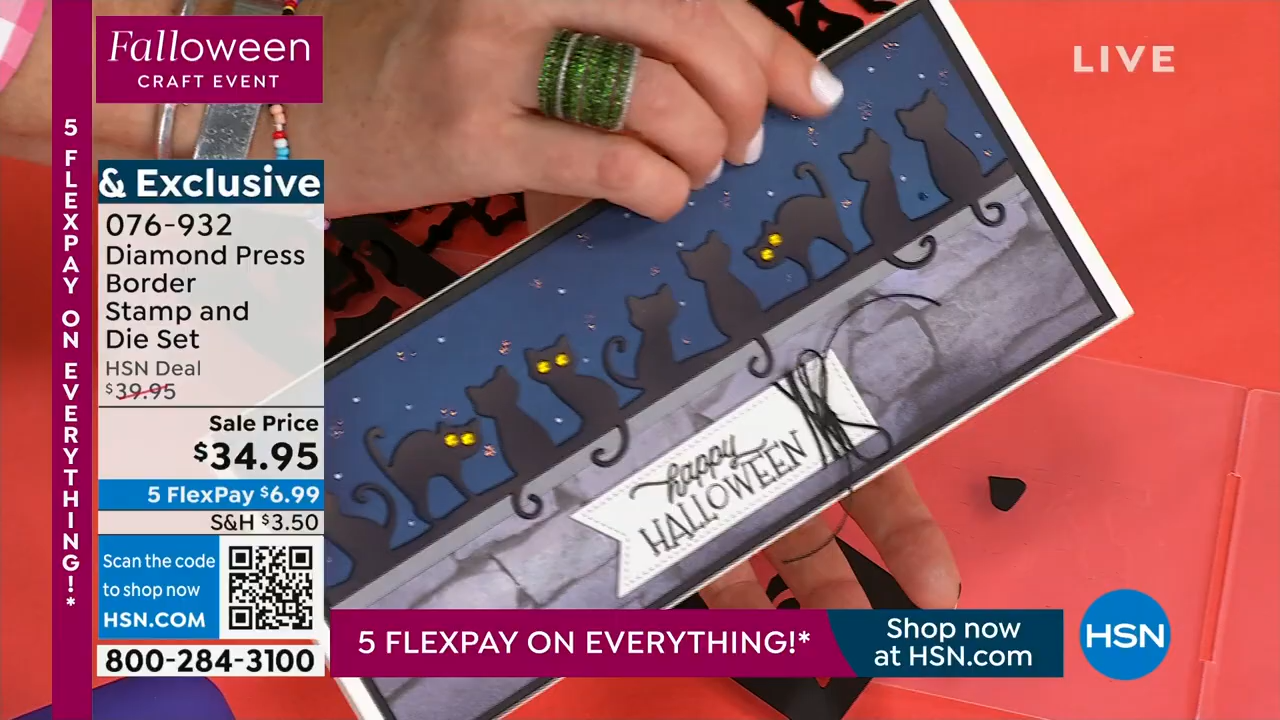 Falloween
CRAFT EVENT
5 FLEXPAY ON EVERYTHING!*
& Exclusive
076-932
Diamond Press
Border
Stamp and
Die Set
HSN Deal
$39.95
Sale Price
$34.95
5 FlexPay $6.99
S&H $3.50
Scan the code
to shop now
HSN.COM
800-284-3100
LIVE
happy
HALLOWEEN
5 FLEXPAY ON EVERYTHING!*
Shop now
at HSN.com
HSN